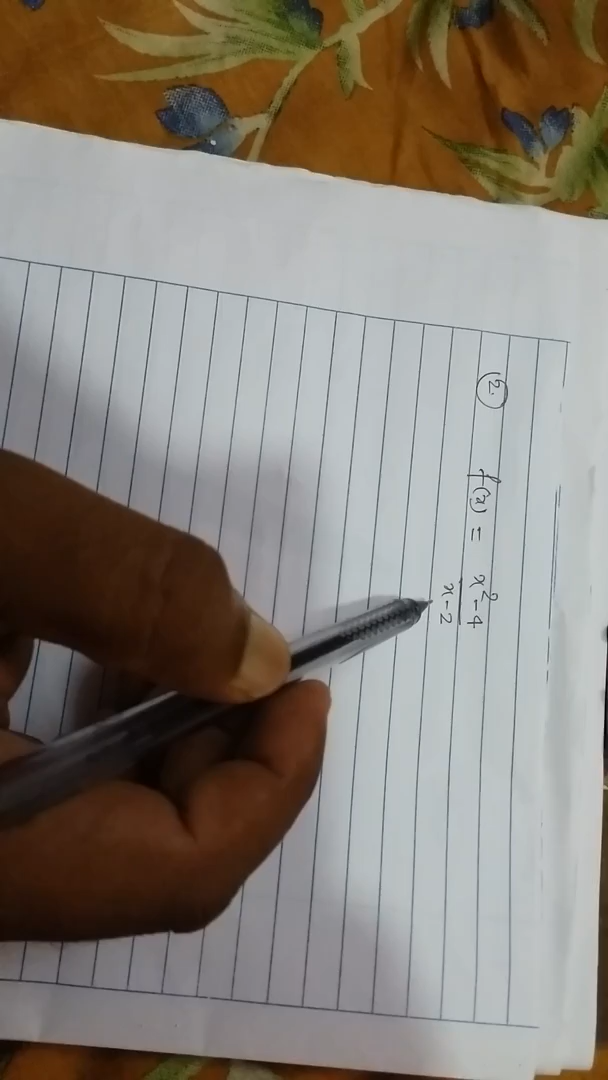 2. f(x) = x²-4
x-2